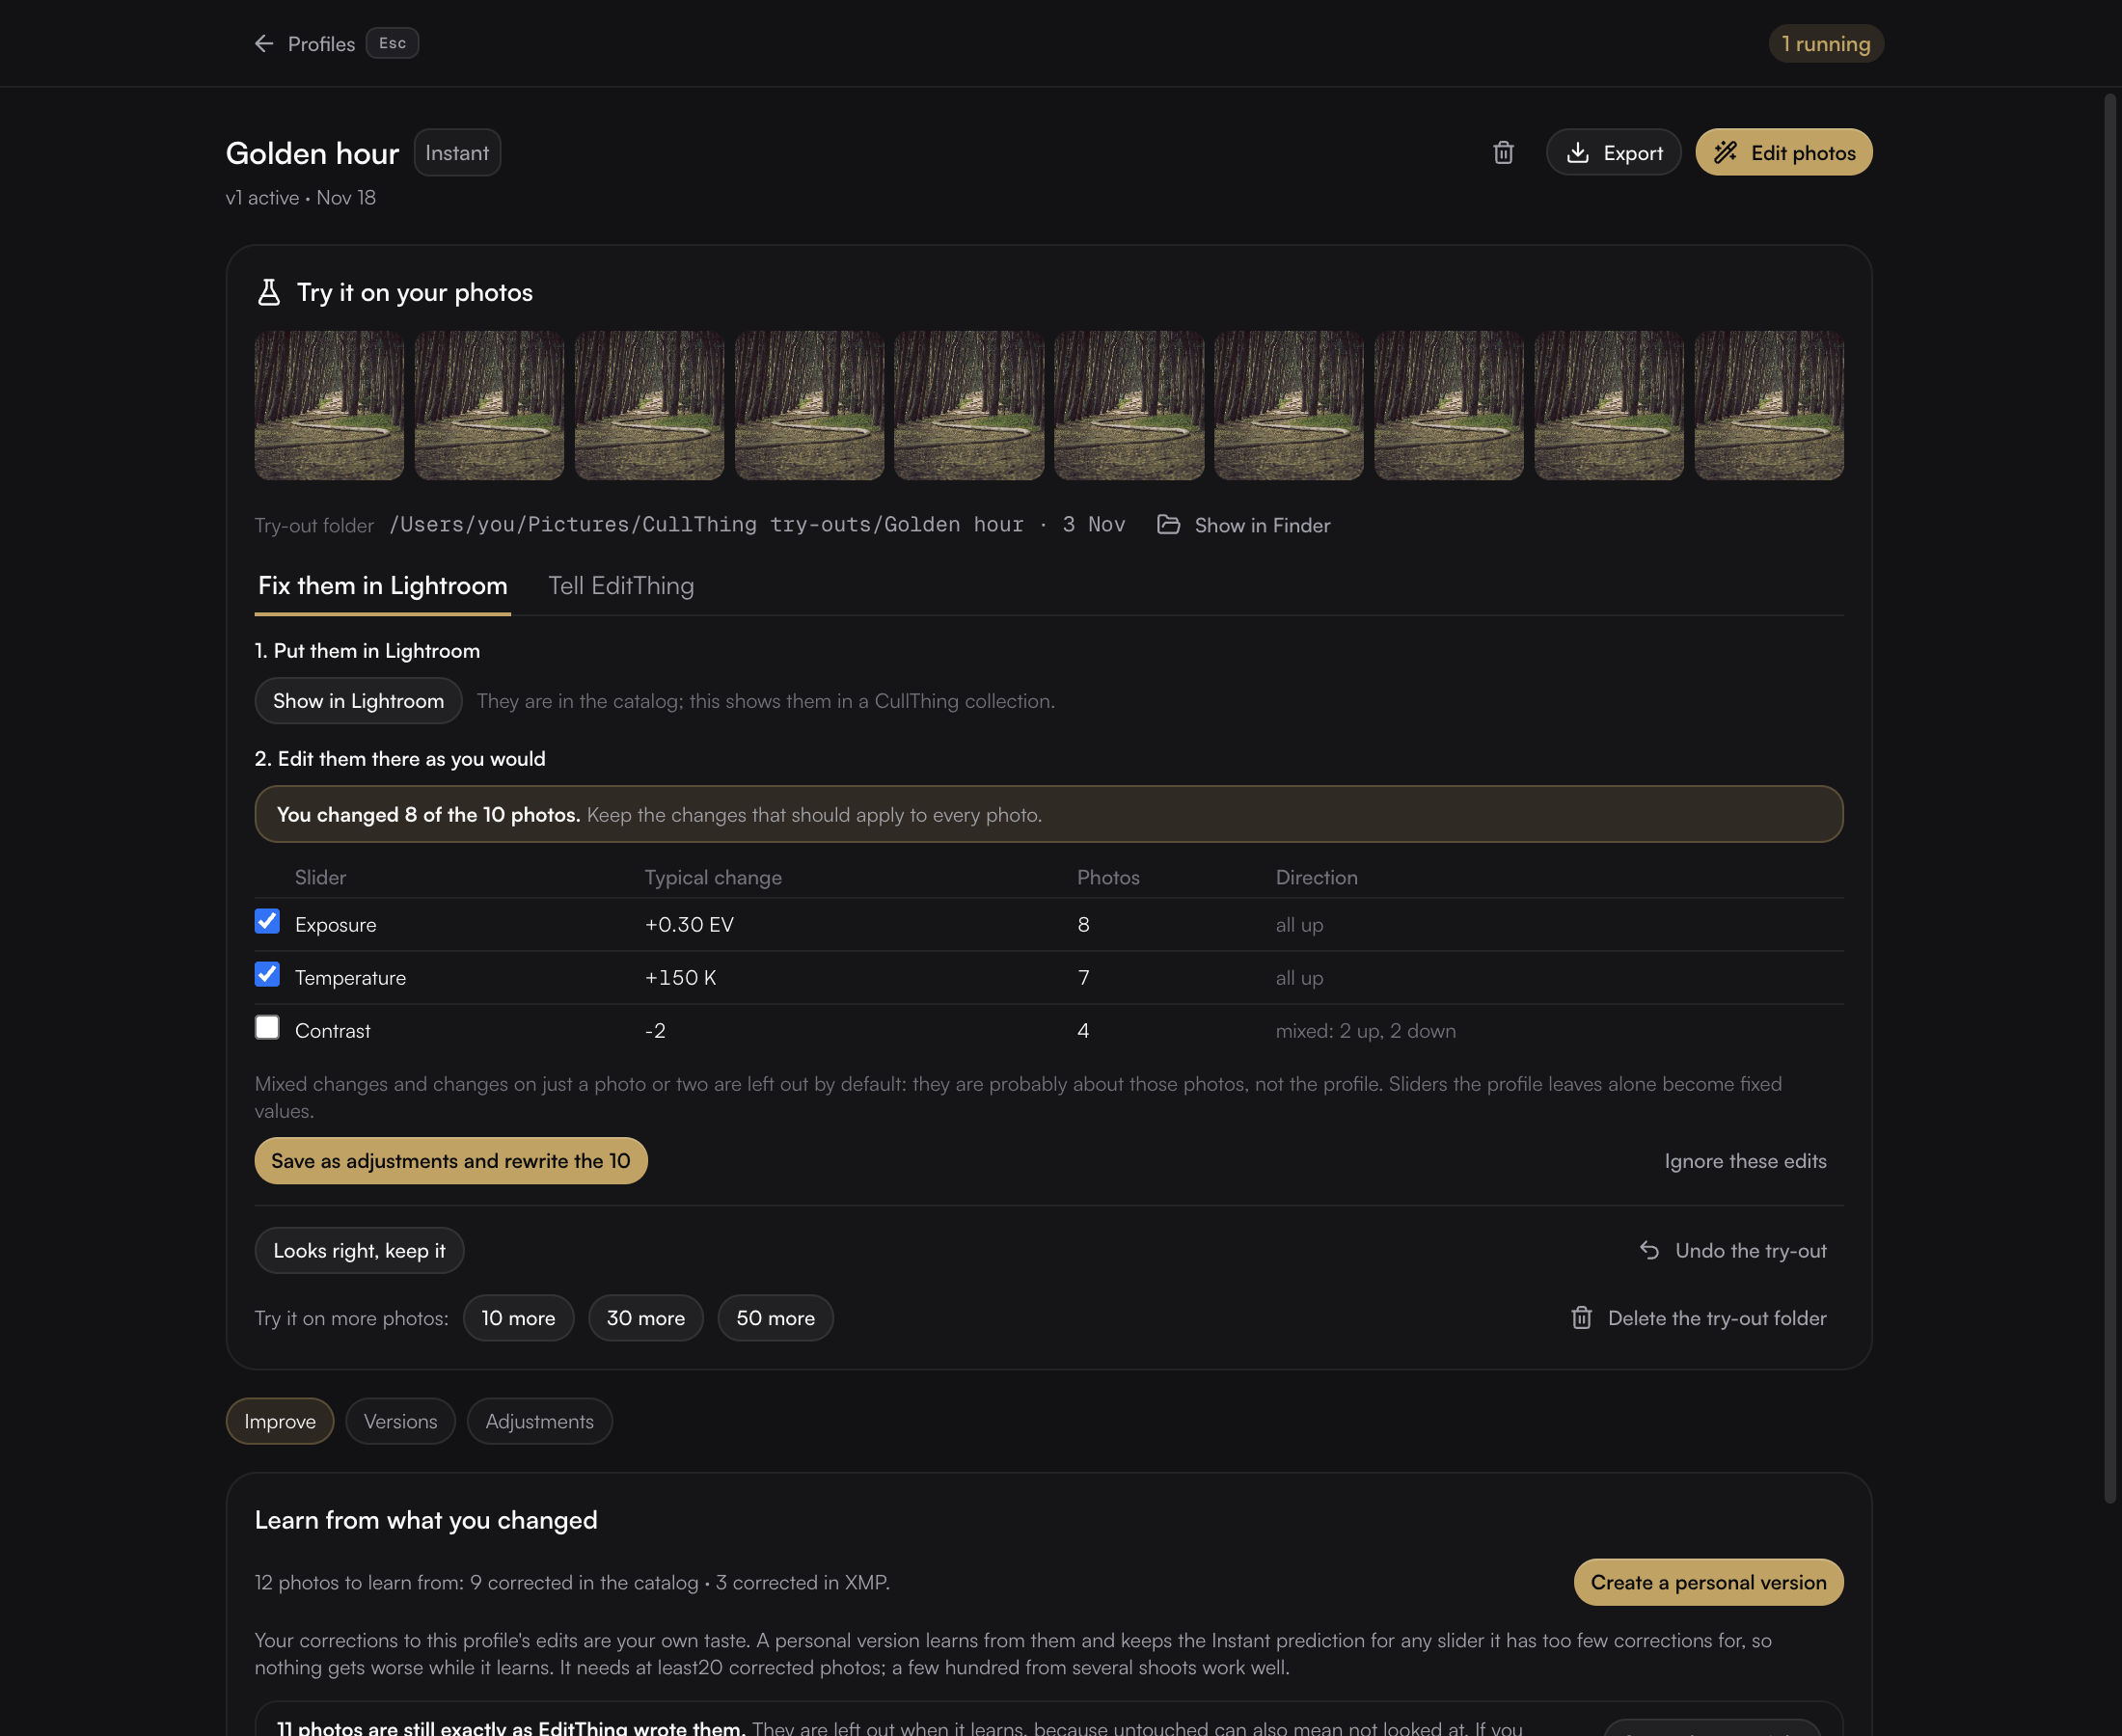 Profiles Esc
1 running
Golden hour Instant
Export
Edit photos
v1 active • Nov 18
Try it on your photos
Try-out folder /Users/you/Pictures/CullThing try-outs/Golden hour · 3 Nov Show in Finder
Fix them in Lightroom Tell EditThing
1. Put them in Lightroom
Show in Lightroom They are in the catalog; this shows them in a CullThing collection.
2. Edit them there as you would
You changed 8 of the 10 photos. Keep the changes that should apply to every photo.
Slider Typical change Photos Direction
Exposure +0.30 EV 8 all up
Temperature +150 K 7 all up
Contrast -2 4 mixed: 2 up, 2 down
Mixed changes and changes on just a photo or two are left out by default: they are probably about those photos, not the profile. Sliders the profile leaves alone become fixed
values.
Save as adjustments and rewrite the 10 Ignore these edits
Looks right, keep it Undo the try-out
Try it on more photos: 10 more 30 more 50 more Delete the try-out folder
Improve Versions Adjustments
Learn from what you changed
12 photos to learn from: 9 corrected in the catalog • 3 corrected in XMP. Create a personal version
Your corrections to this profile's edits are your own taste. A personal version learns from them and keeps the Instant prediction for any slider it has too few corrections for, so
nothing gets worse while it learns. It needs at least20 corrected photos; a few hundred from several shoots work well.
11 photos are still exactly as EditThing wrote them. They are left out when it learns, because untouched can also mean not looked at. If you